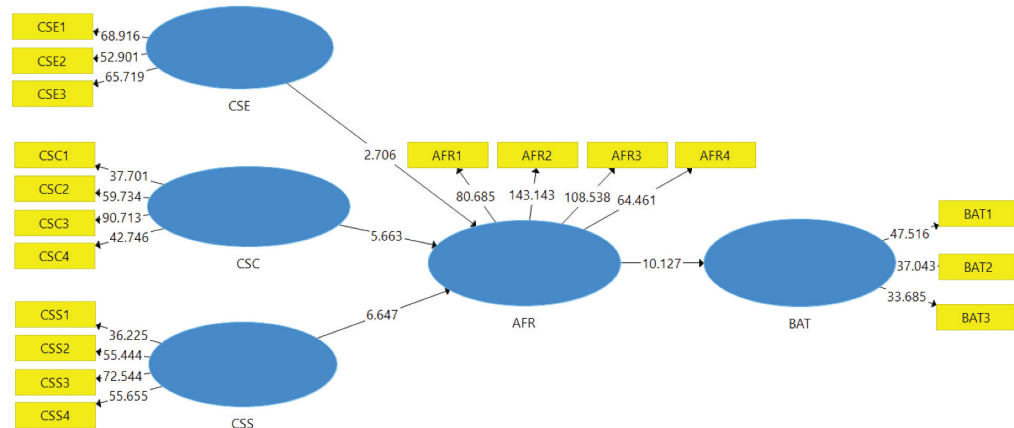 CSE1
68.916
CSE2
52.901
65.719
CSE3
CSE
2.706
AFR1
AFR2
AFR3
AFR4
80.685
143.143
108.538
64.461
CSC1
37.701
CSC2
59.734
CSC3
90.713
CSC4
42.746
CSC
5.663
AFR
10.127
BAT1
47.516
BAT2
37.043
33.685
BAT3
BAT
6.647
CSS1
36.225
CSS2
55.444
CSS3
72.544
CSS4
55.655
CSS